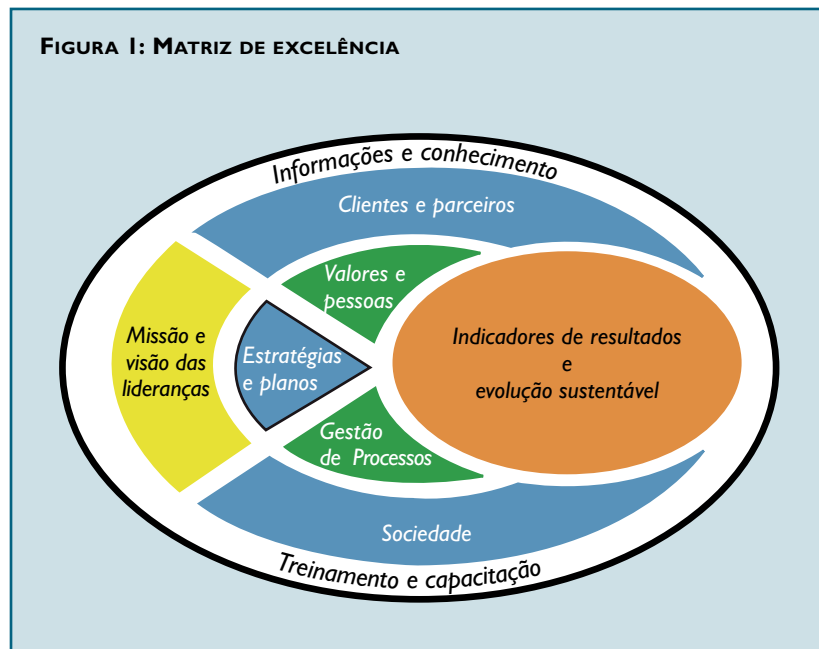 FIGURA 1: MATRIZ DE EXCELÊNCIA
Informações e conhecimento
Clientes e parceiros
Valores e
pessoas
Missão e
visão das
lideranças
Estratégias
e planos
Indicadores de resultados
e
evolução sustentável
Gestão
de Processos
Sociedade
Treinamento e capacitação